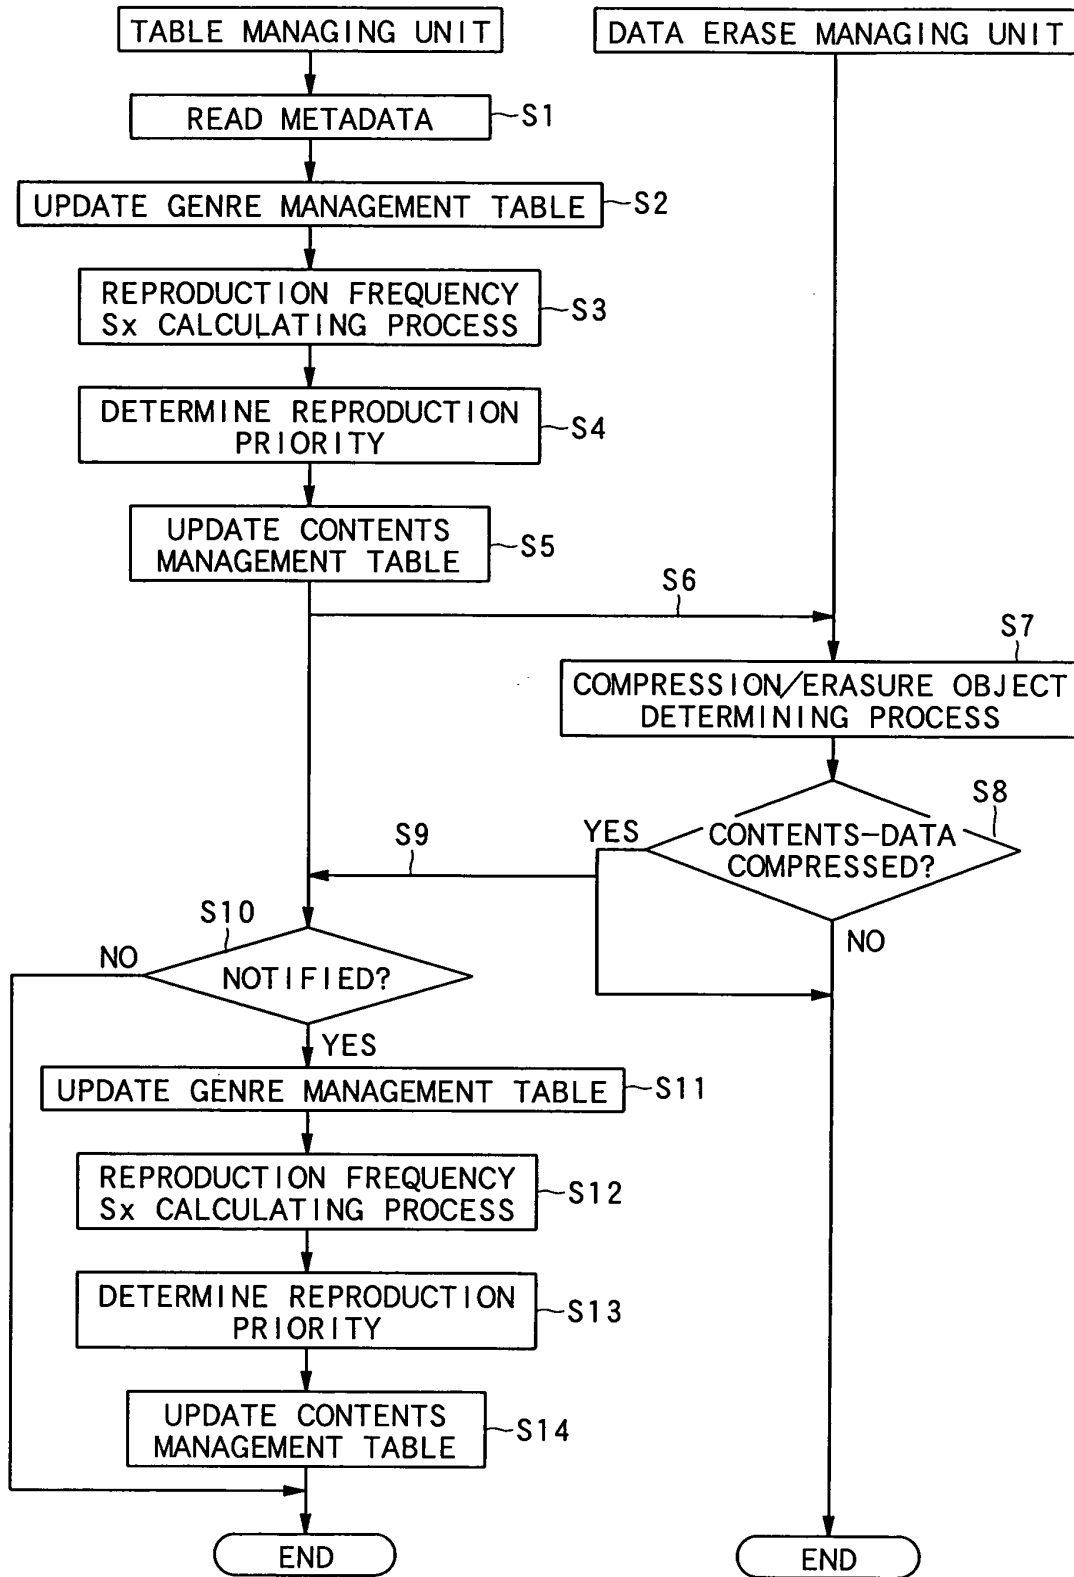 TABLE MANAGING UNIT
DATA ERASE MANAGING UNIT
READ METADATA
S1
UPDATE GENRE MANAGEMENT TABLE
S2
REPRODUCTION FREQUENCY
Sx CALCULATING PROCESS
S3
DETERMINE REPRODUCTION
PRIORITY
S4
UPDATE CONTENTS
MANAGEMENT TABLE
S5
S6
S7
COMPRESSION/ERASURE OBJECT
DETERMINING PROCESS
S8
CONTENTS-DATA
COMPRESSED?
YES
NO
S9
S10
NOTIFIED?
NO
YES
UPDATE GENRE MANAGEMENT TABLE
S11
REPRODUCTION FREQUENCY
Sx CALCULATING PROCESS
S12
DETERMINE REPRODUCTION
PRIORITY
S13
UPDATE CONTENTS
MANAGEMENT TABLE
S14
END
END